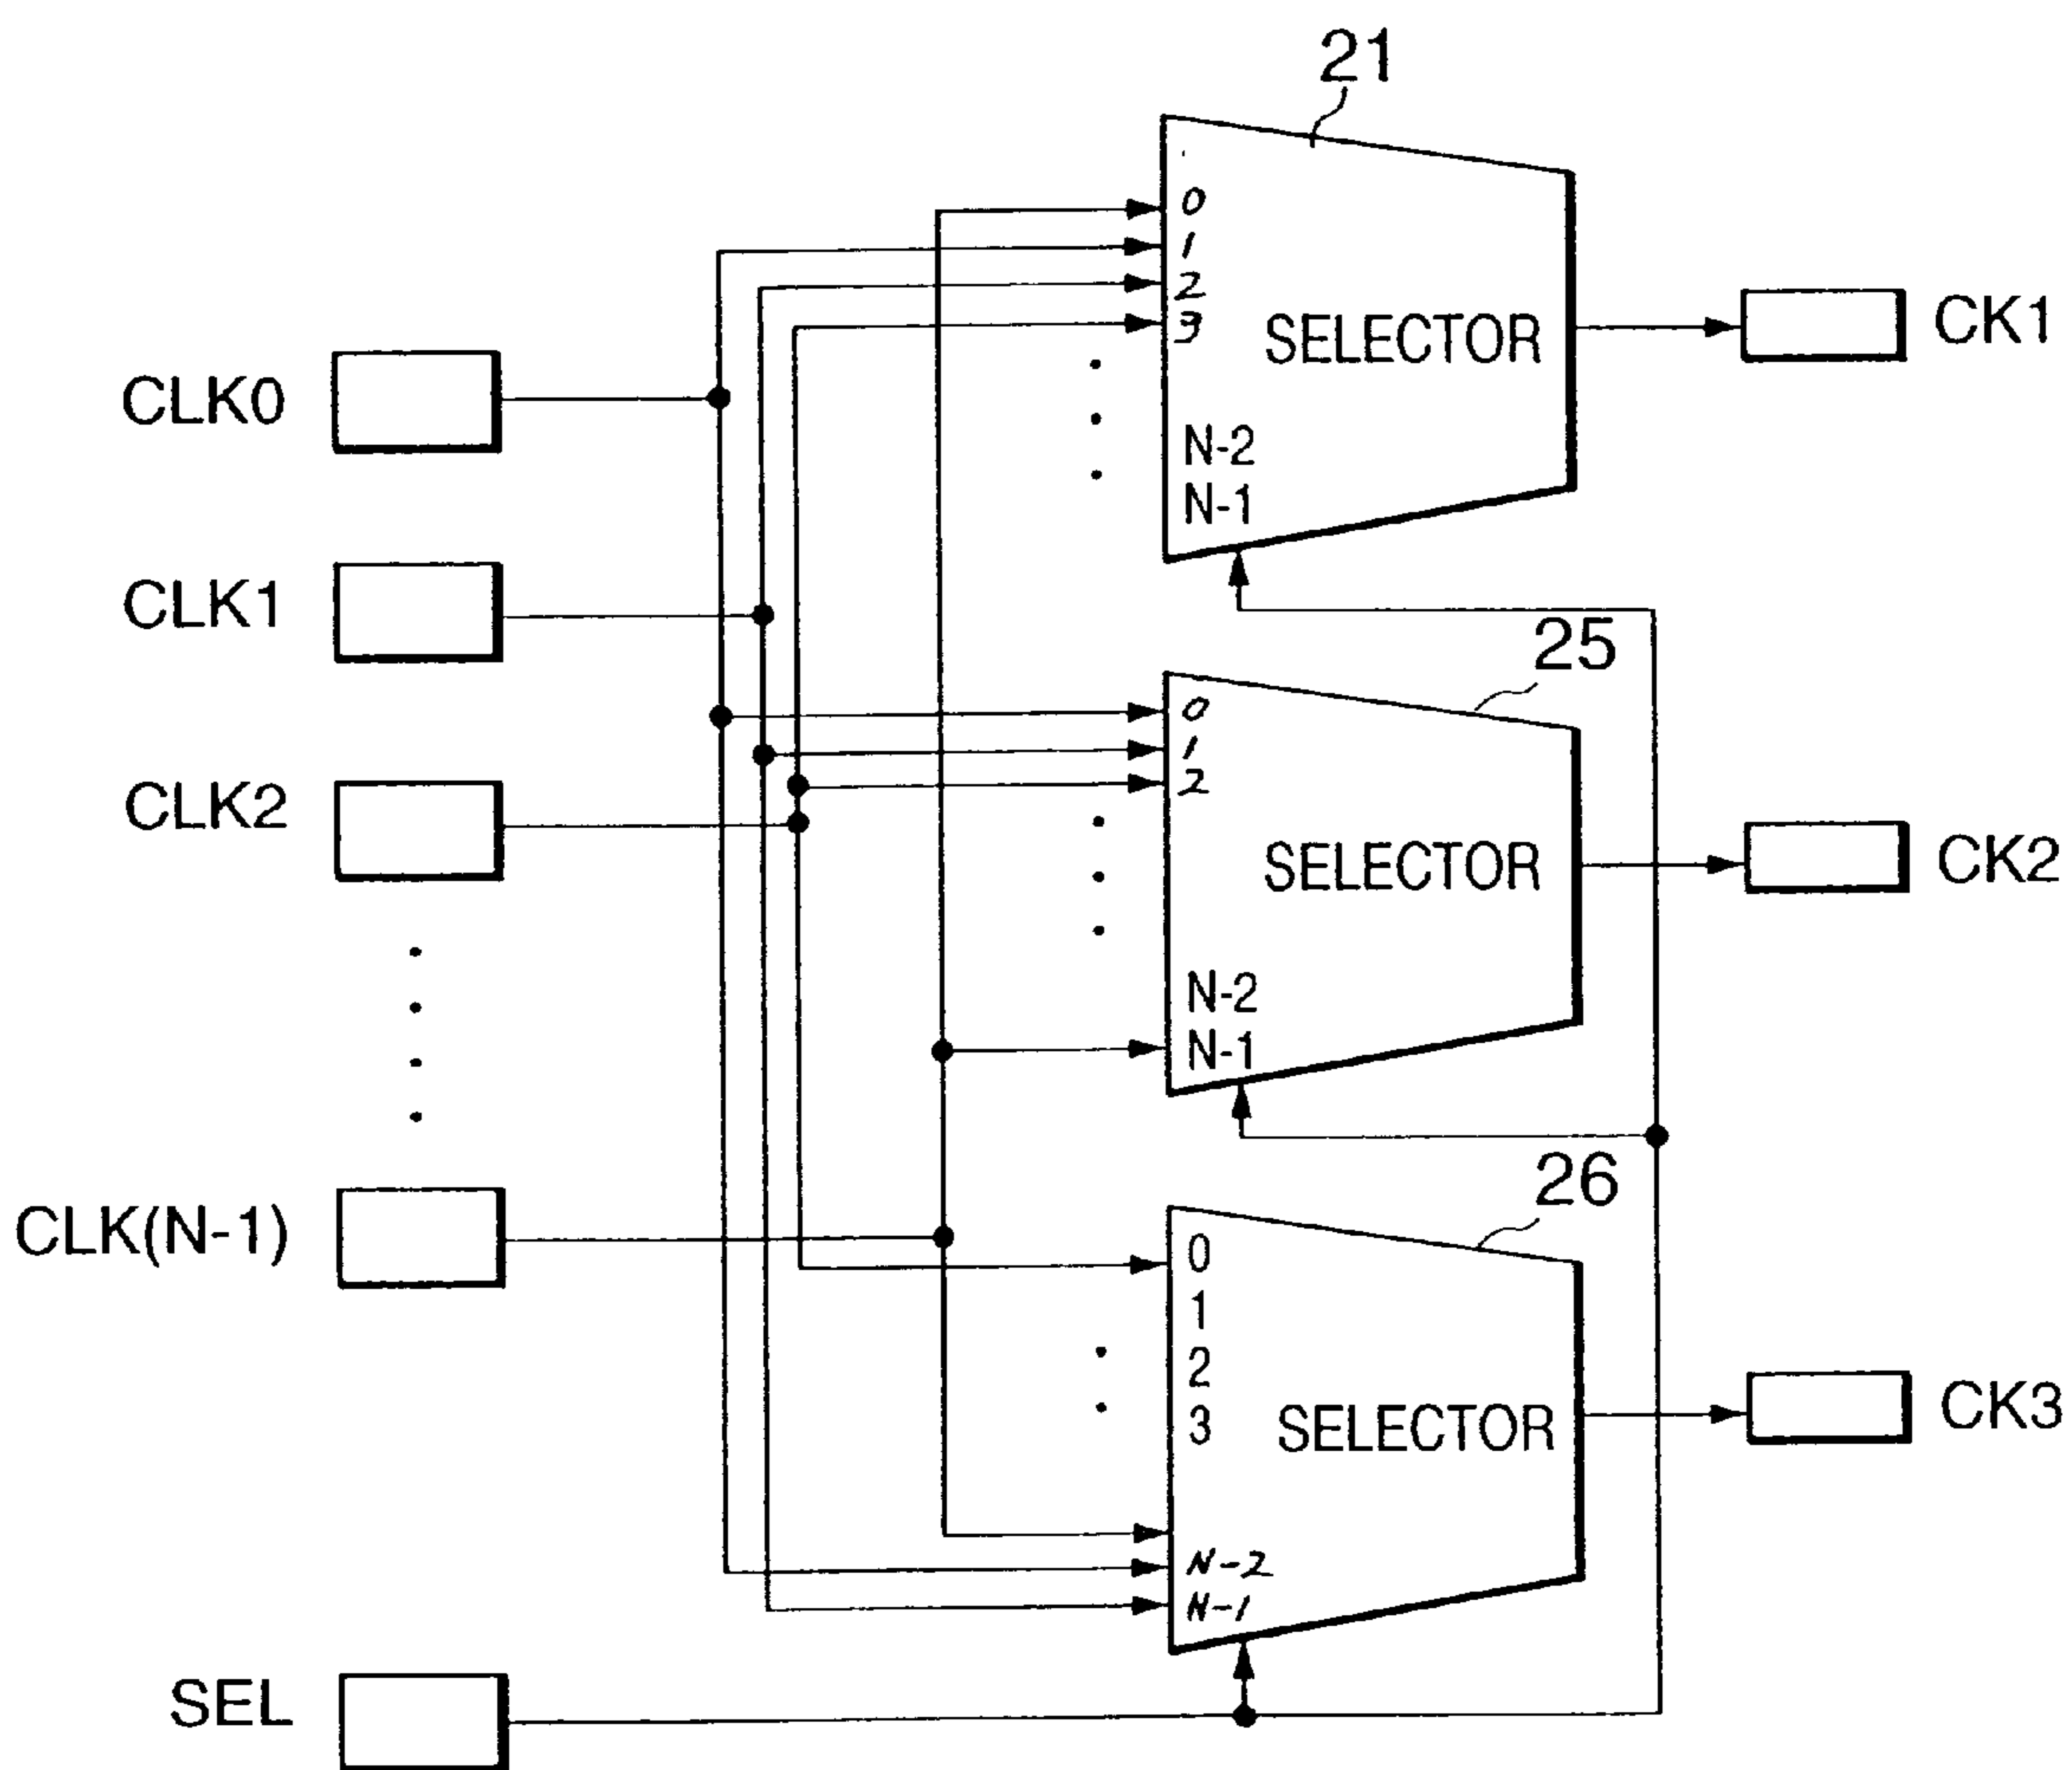 21
0
1
2
3
SELECTOR
N-2
N-1
CK1
CLK0
CLK1
25
0
1
2
SELECTOR
N-2
N-1
CK2
CLK2
CLK(N-1)
26
0
1
2
3
SELECTOR
N-2
N-1
CK3
SEL